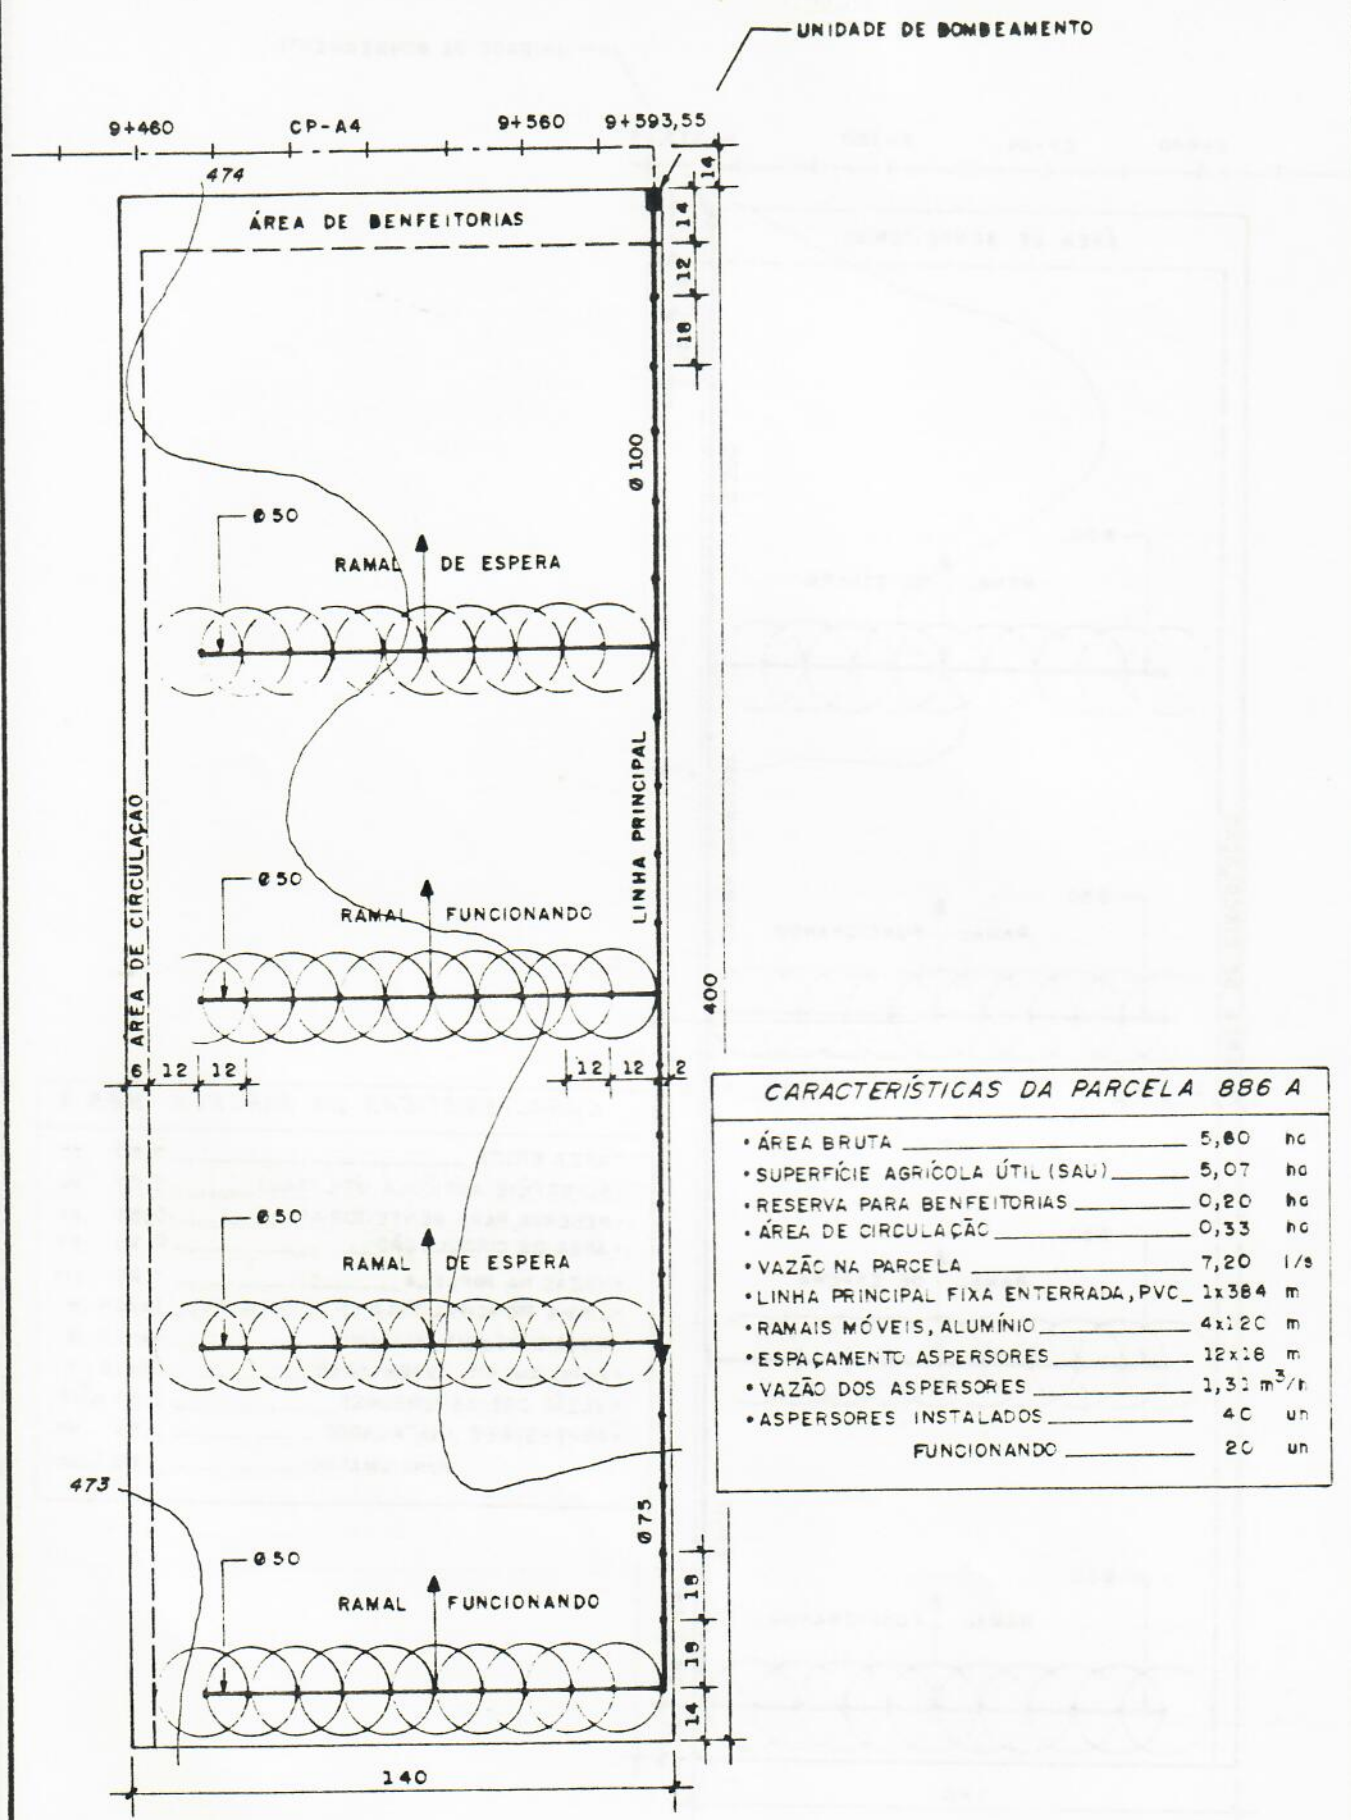 UNIDADE DE BOMBEAMENTO
9+460 CP-A4 9+560 9+593,55
474
14
ÁREA DE BENFEITORIAS
14
12
18
Ø 100
Ø 50
RAMAL DE ESPERA
LINHA PRINCIPAL
ÁREA DE CIRCULAÇÃO
Ø 50
RAMAL FUNCIONANDO
400
6 12 12 12 12 2
CARACTERÍSTICAS DA PARCELA 886 A
• ÁREA BRUTA 5,60 ha
• SUPERFÍCIE AGRÍCOLA ÚTIL (SAU) 5,07 ha
• RESERVA PARA BENFEITORIAS 0,20 ha
• ÁREA DE CIRCULAÇÃO 0,33 ha
• VAZÃO NA PARCELA 7,20 l/s
• LINHA PRINCIPAL FIXA ENTERRADA, PVC 1x384 m
• RAMAIS MÓVEIS, ALUMÍNIO 4x120 m
• ESPAÇAMENTO ASPERSORES 12x18 m
• VAZÃO DOS ASPERSORES 1,31 m³/h
• ASPERSORES INSTALADOS 40 un
FUNCIONANDO 20 un
Ø 50
RAMAL DE ESPERA
473
Ø 75
Ø 50
RAMAL FUNCIONANDO
18
18
14
140